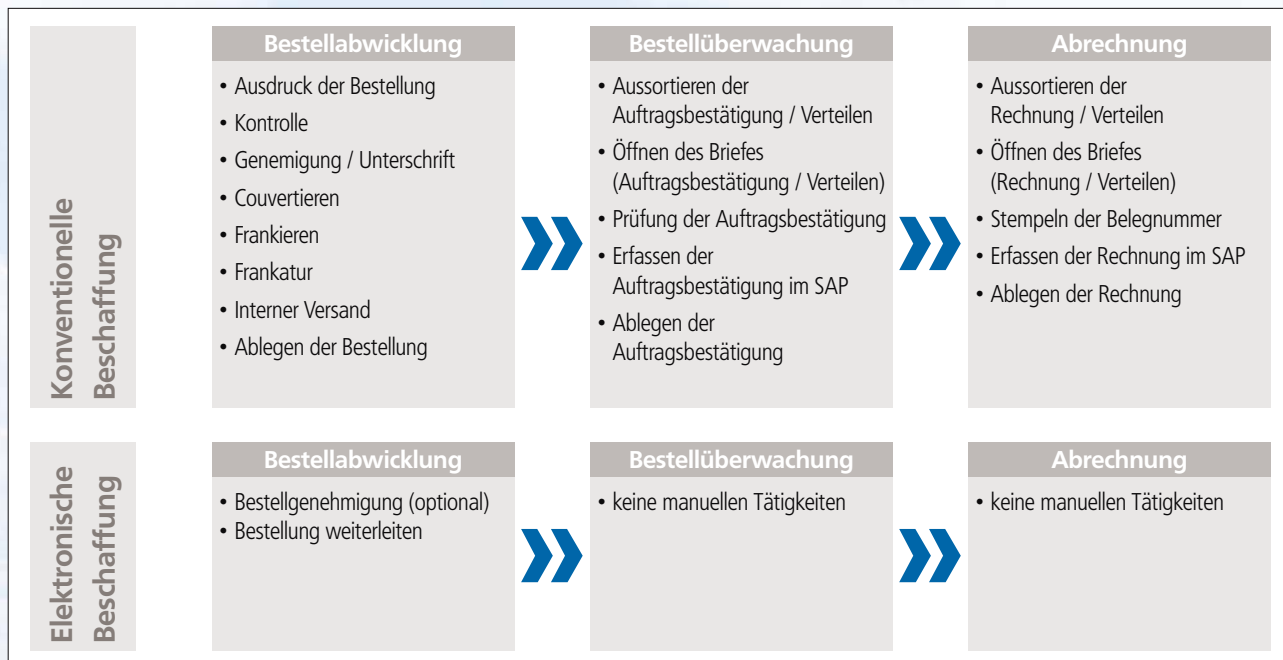 Konventionelle
Beschaffung
Bestellabwicklung
• Ausdruck der Bestellung
• Kontrolle
• Genemigung / Unterschrift
• Couvertieren
• Frankieren
• Frankatur
• Interner Versand
• Ablegen der Bestellung
Bestellüberwachung
• Aussortieren der
Auftragsbestätigung / Verteilen
• Öffnen des Briefes
(Auftragsbestätigung / Verteilen)
• Prüfung der Auftragsbestätigung
• Erfassen der
Auftragsbestätigung im SAP
• Ablegen der
Auftragsbestätigung
Abrechnung
• Aussortieren der
Rechnung / Verteilen
• Öffnen des Briefes
(Rechnung / Verteilen)
• Stempeln der Belegnummer
• Erfassen der Rechnung im SAP
• Ablegen der Rechnung
Elektronische
Beschaffung
Bestellabwicklung
• Bestellgenehmigung (optional)
• Bestellung weiterleiten
Bestellüberwachung
• keine manuellen Tätigkeiten
Abrechnung
• keine manuellen Tätigkeiten